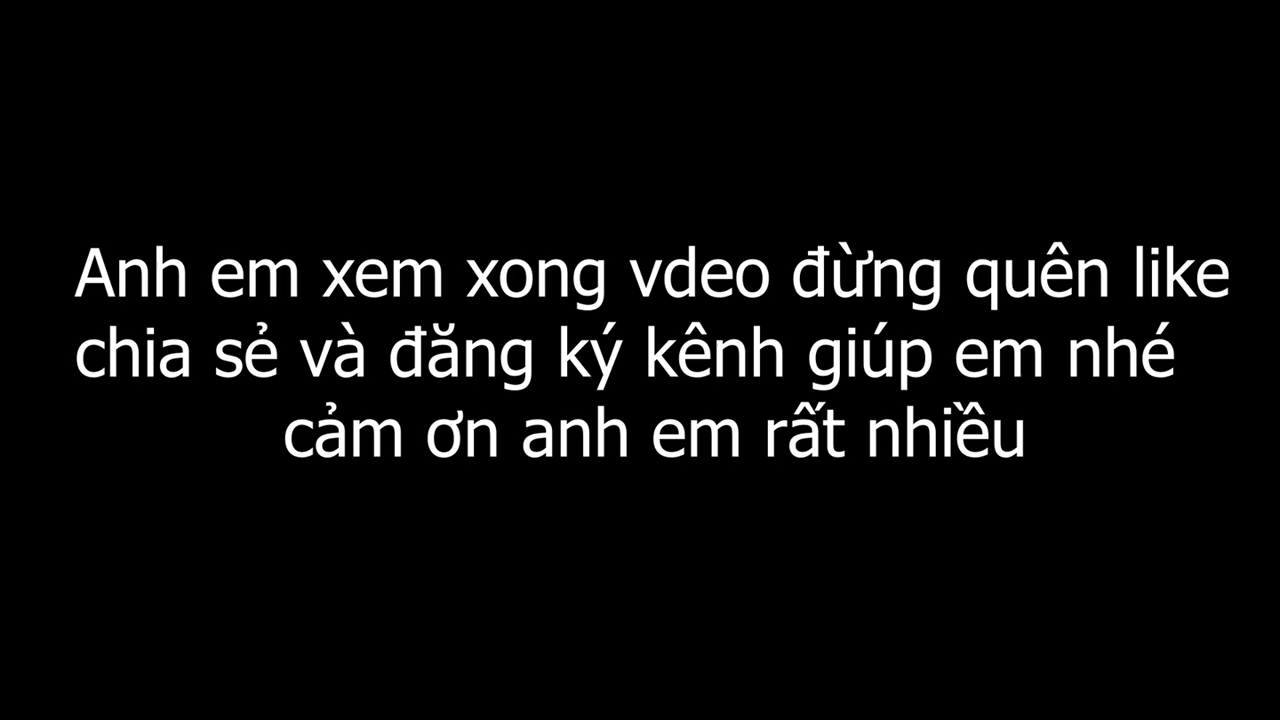 Anh em xem xong vdeo đừng quên like
chia sẻ và đăng ký kênh giúp em nhé
cảm ơn anh em rất nhiều